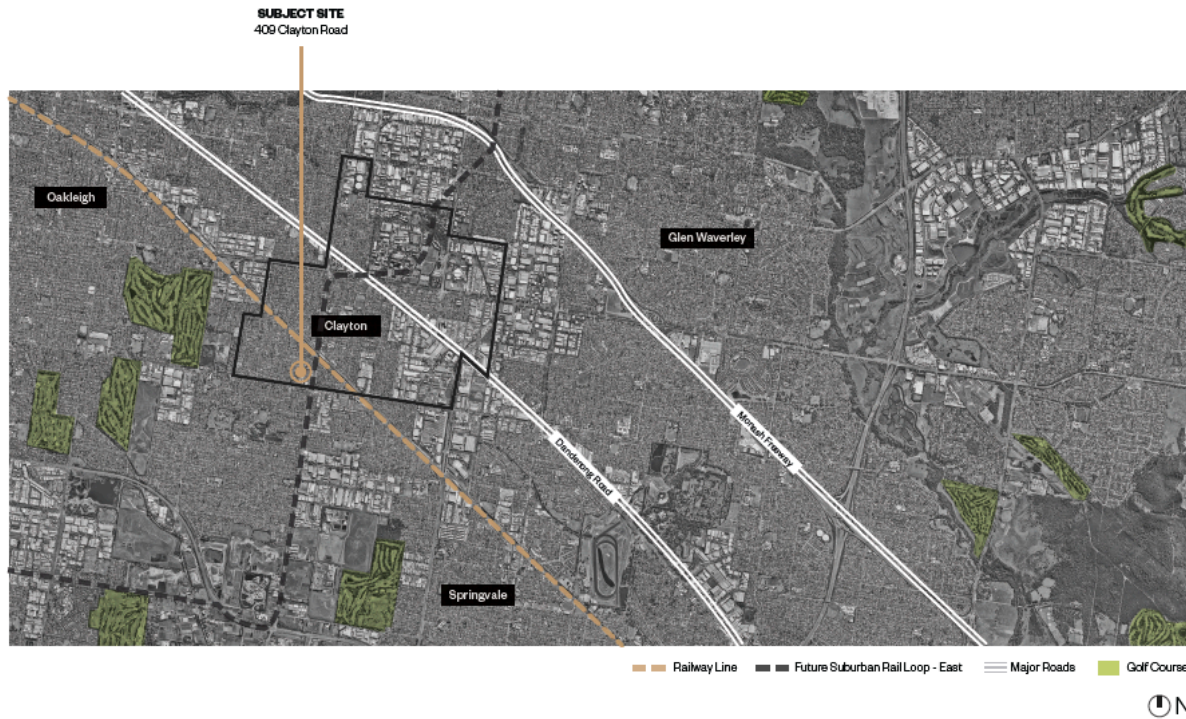 SUBJECT SITE
409 Clayton Road
Oakleigh
Glen Waverley
Clayton
Monash Freeway
Dandenong Road
Springvale
Railway Line
Future Suburban Rail Loop - East
Major Roads
Golf Course
N